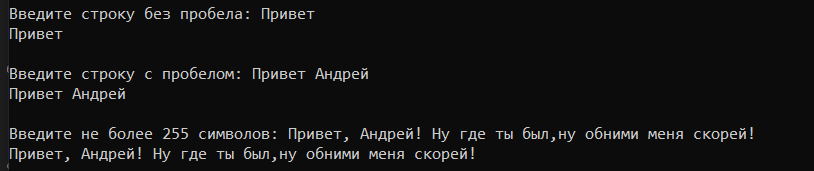 Введите строку без пробела: Привет
Привет
Введите строку с пробелом: Привет Андрей
Привет Андрей
Введите не более 255 символов: Привет, Андрей! Ну где ты был,ну обними меня скорей!
Привет, Андрей! Ну где ты был,ну обними меня скорей!